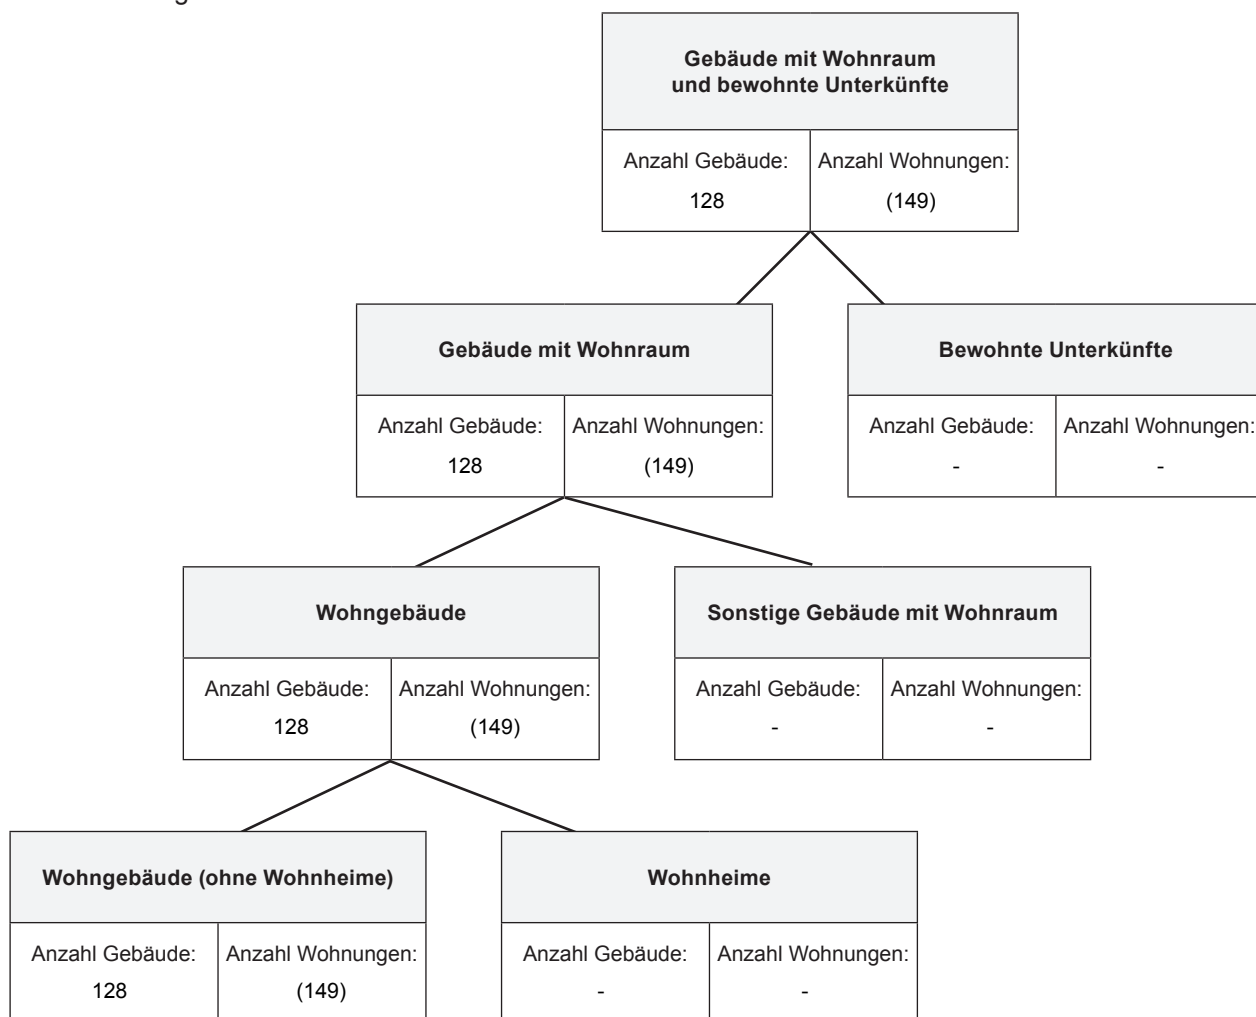 Gebäude mit Wohnraum
und bewohnte Unterkünfte
Anzahl Gebäude: Anzahl Wohnungen:
128 (149)
Gebäude mit Wohnraum
Anzahl Gebäude: Anzahl Wohnungen:
128 (149)
Bewohnte Unterkünfte
Anzahl Gebäude: Anzahl Wohnungen:
- -
Wohngebäude
Anzahl Gebäude: Anzahl Wohnungen:
128 (149)
Sonstige Gebäude mit Wohnraum
Anzahl Gebäude: Anzahl Wohnungen:
- -
Wohngebäude (ohne Wohnheime)
Anzahl Gebäude: Anzahl Wohnungen:
128 (149)
Wohnheime
Anzahl Gebäude: Anzahl Wohnungen:
- -